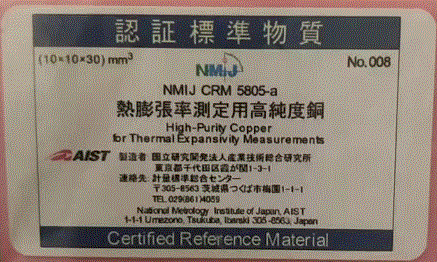 認証標準物質
(10×10×30) mm³
No.008
NMIJ
NMIJ CRM 5805-a
熱膨張率測定用高純度銅
High-Purity Copper
for Thermal Expansivity Measurements
AIST
製造者 国立研究開発法人産業技術総合研究所
東京都千代田区霞が関1-3-1
連絡先 計量標準総合センター
〒305-8563 茨城県つくば市梅園1-1-1
TEL.029(861)4059
National Metrology Institute of Japan, AIST
1-1-1 Umezono, Tsukuba, Ibaraki 305-8563, Japan
Certified Reference Material